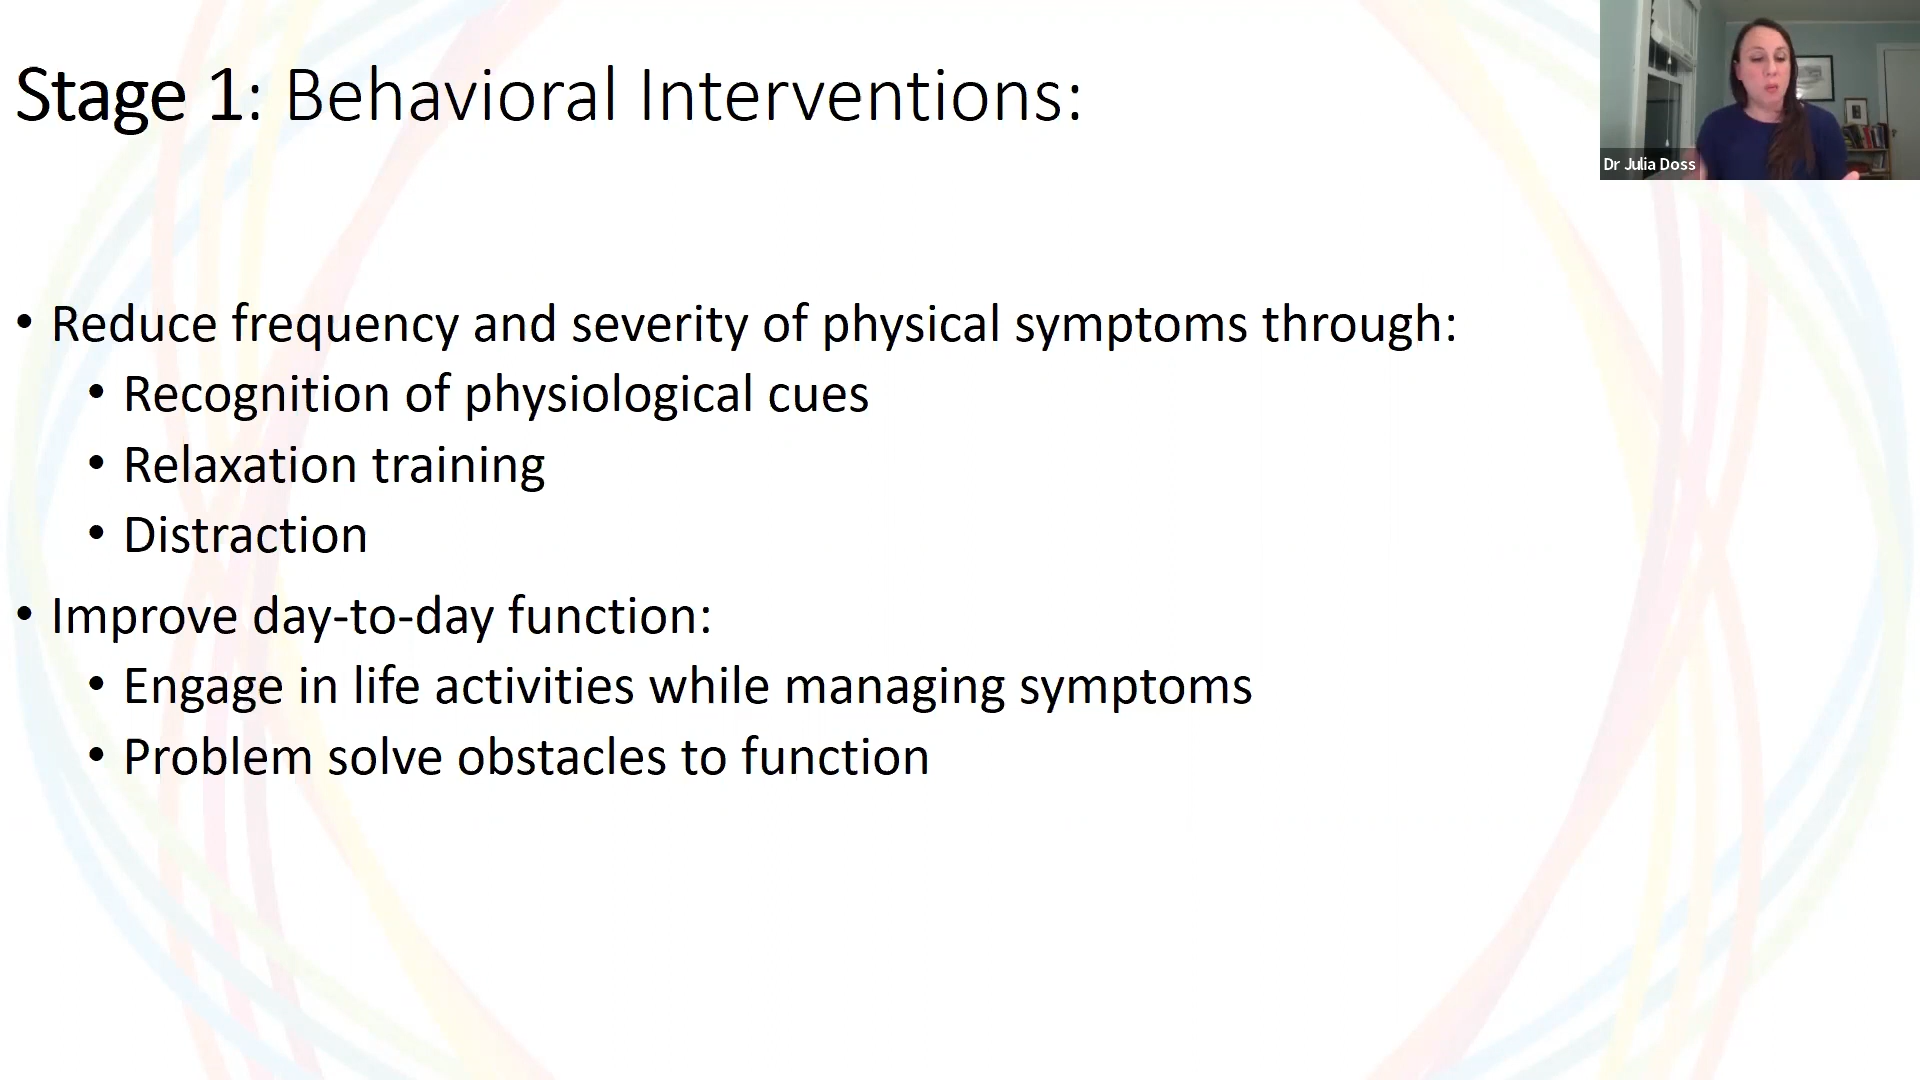 Stage 1: Behavioral Interventions:
Dr Julia Doss
• Reduce frequency and severity of physical symptoms through:
• Recognition of physiological cues
• Relaxation training
• Distraction
• Improve day-to-day function:
• Engage in life activities while managing symptoms
• Problem solve obstacles to function